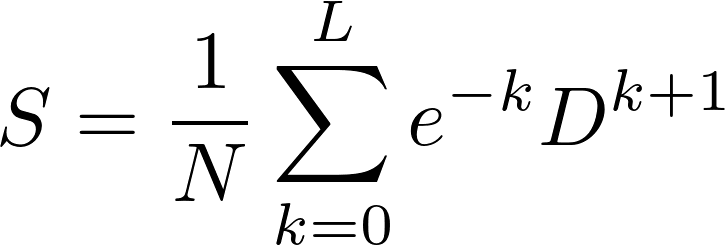 S = \frac{1}{N} \sum_{k=0}^{L} e^{-k} D^{k+1}